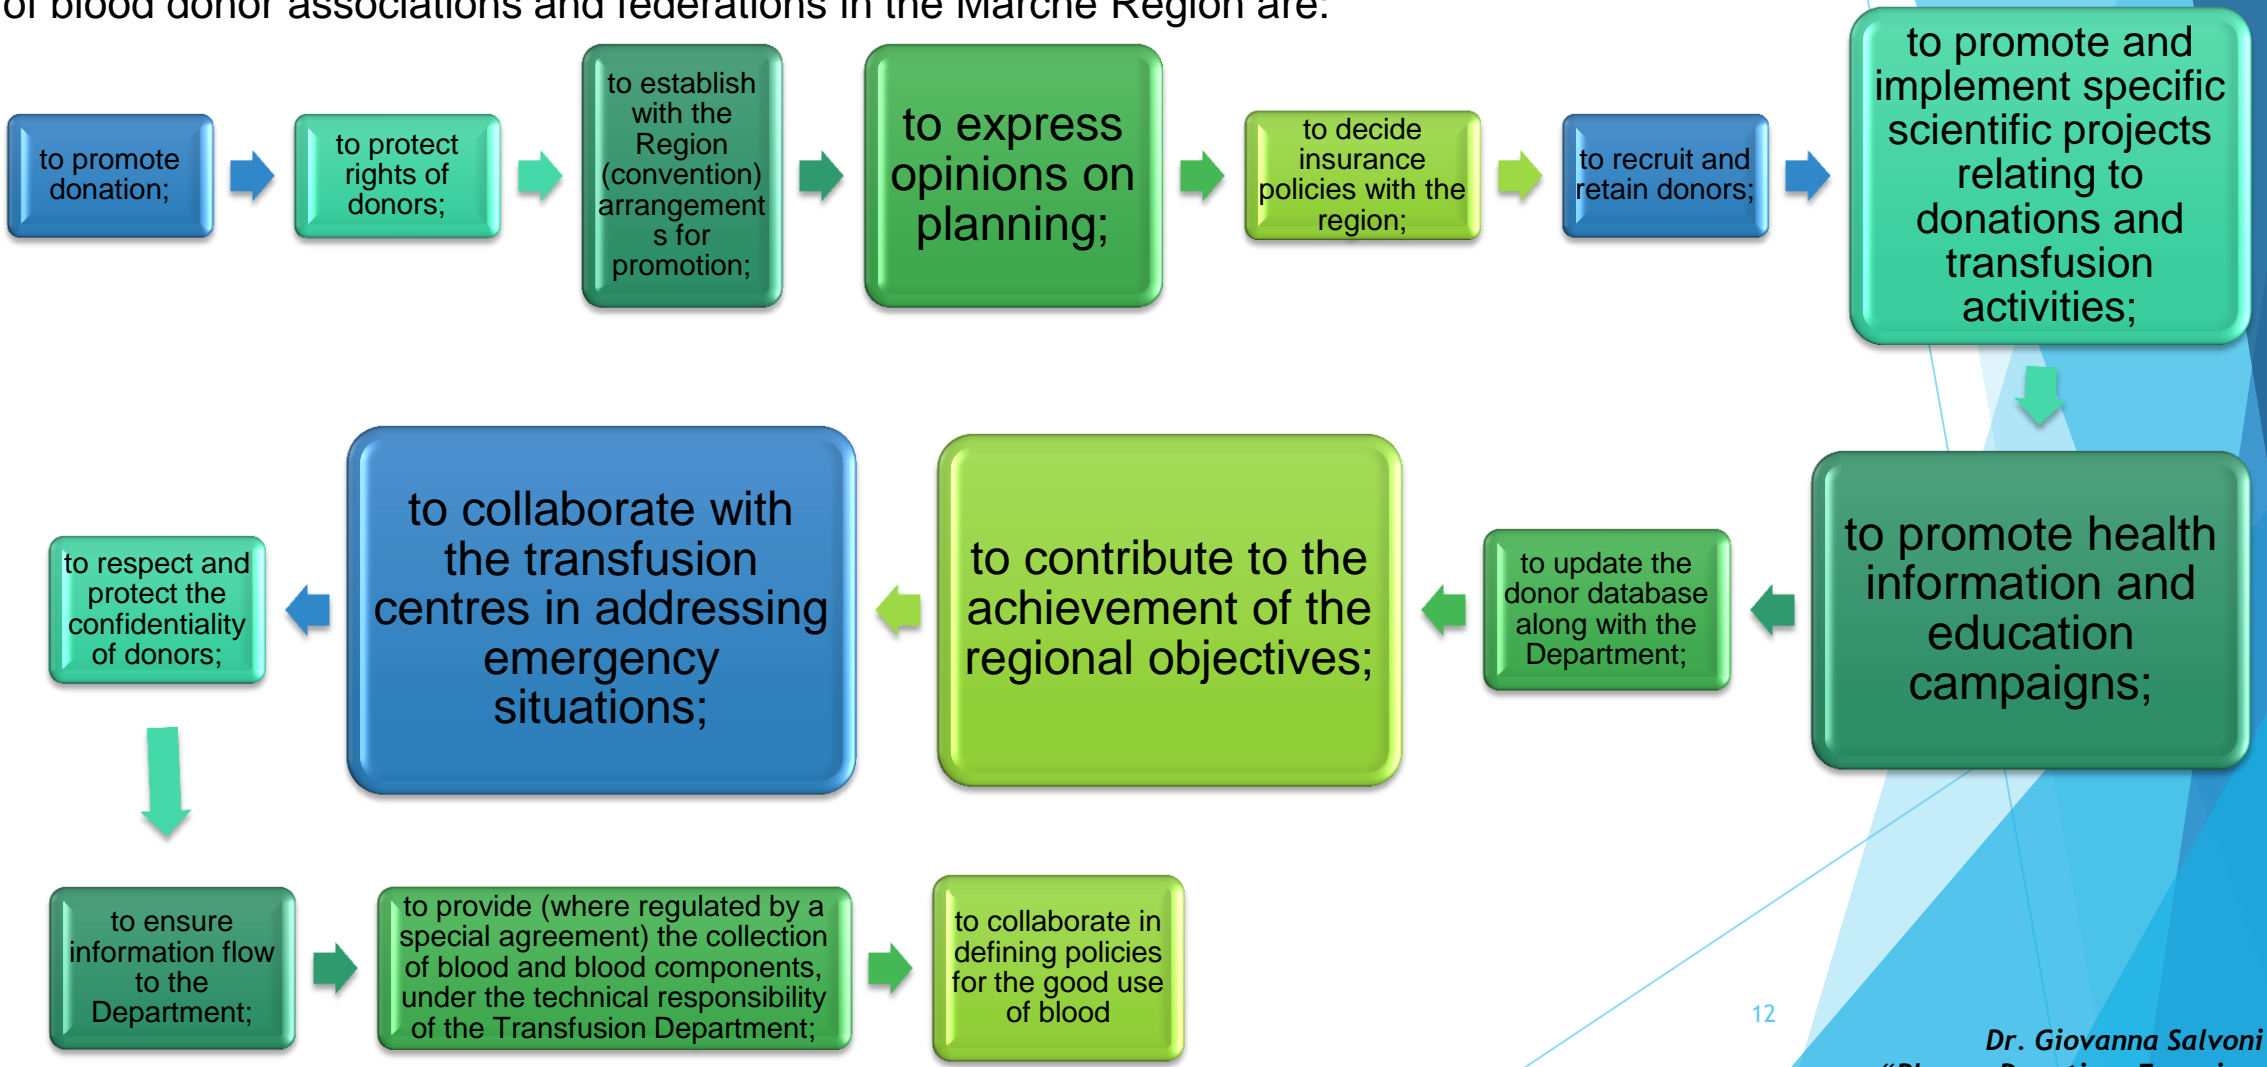 of blood donor associations and federations in the Marche Region are:
to promote
donation;
to protect
rights of
donors;
to establish
with the
Region
(convention)
arrangement
s for
promotion;
to express
opinions on
planning;
to decide
insurance
policies with the
region;
to recruit and
retain donors;
to promote and
implement specific
scientific projects
relating to
donations and
transfusion
activities;
to promote health
information and
education
campaigns;
to update the
donor database
along with the
Department;
to contribute to the
achievement of the
regional objectives;
to collaborate with
the transfusion
centres in addressing
emergency
situations;
to respect and
protect the
confidentiality
of donors;
to ensure
information flow
to the
Department;
to provide (where regulated by a
special agreement) the collection
of blood and blood components,
under the technical responsibility
of the Transfusion Department;
to collaborate in
defining policies
for the good use
of blood
12
Dr. Giovanna Salvoni